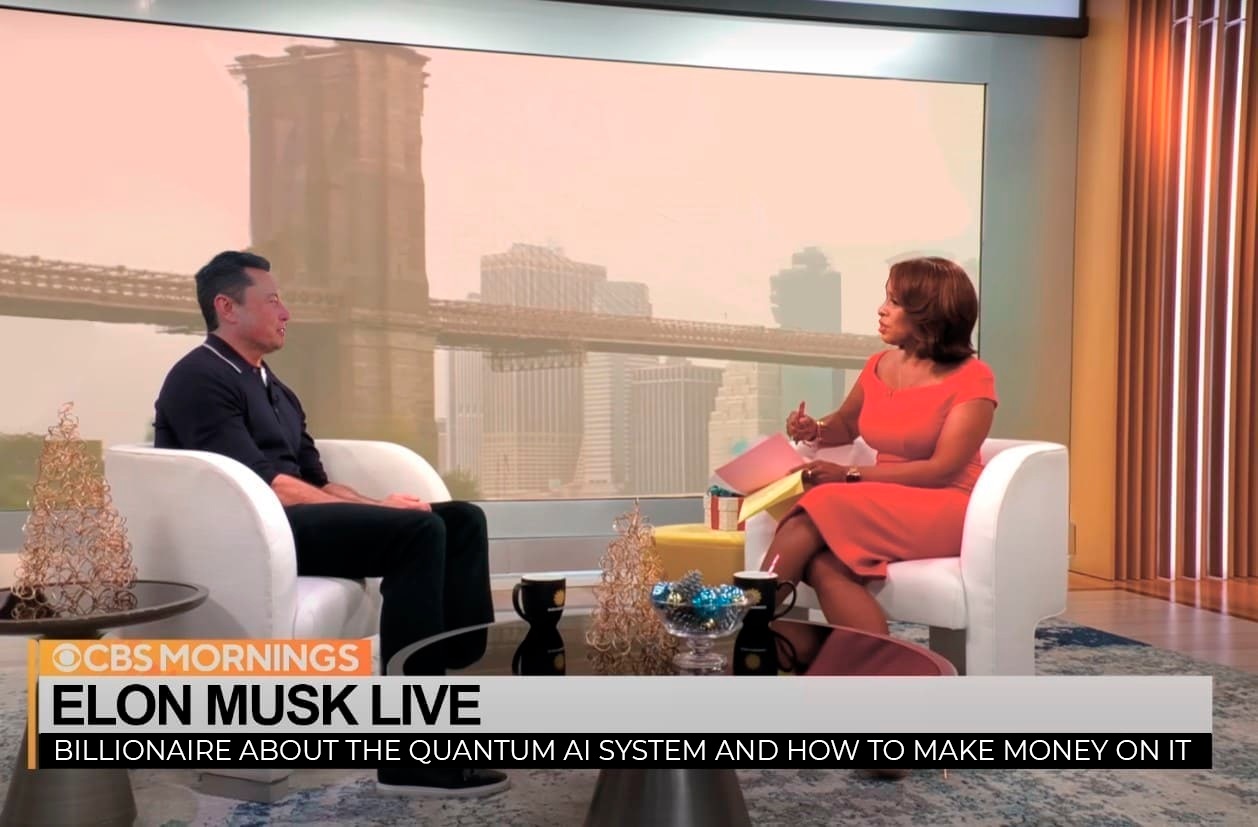 CBS MORNINGS
ELON MUSK LIVE
BILLIONAIRE ABOUT THE QUANTUM AI SYSTEM AND HOW TO MAKE MONEY ON IT